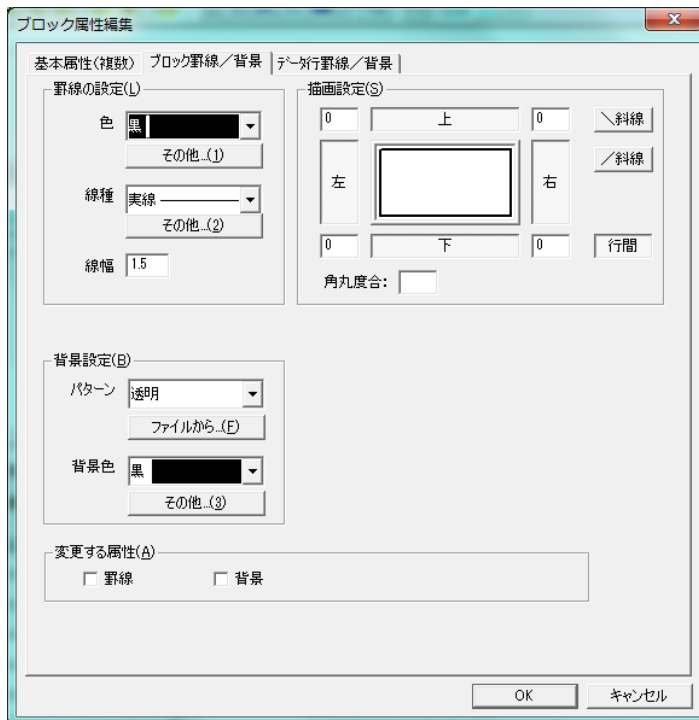 ブロック属性編集
基本属性(複数) ブロック罫線／背景 データ行罫線／背景
罫線の設定(L)
色 黒
その他...(1)
線種 実線
その他...(2)
線幅 1.5
描画設定(S)
0 上 0 ＼斜線
左 右 ／斜線
0 下 0 行間
角丸度合:
背景設定(B)
パターン 透明
ファイルから...(F)
背景色 黒
その他...(3)
変更する属性(A)
罫線 背景
OK キャンセル